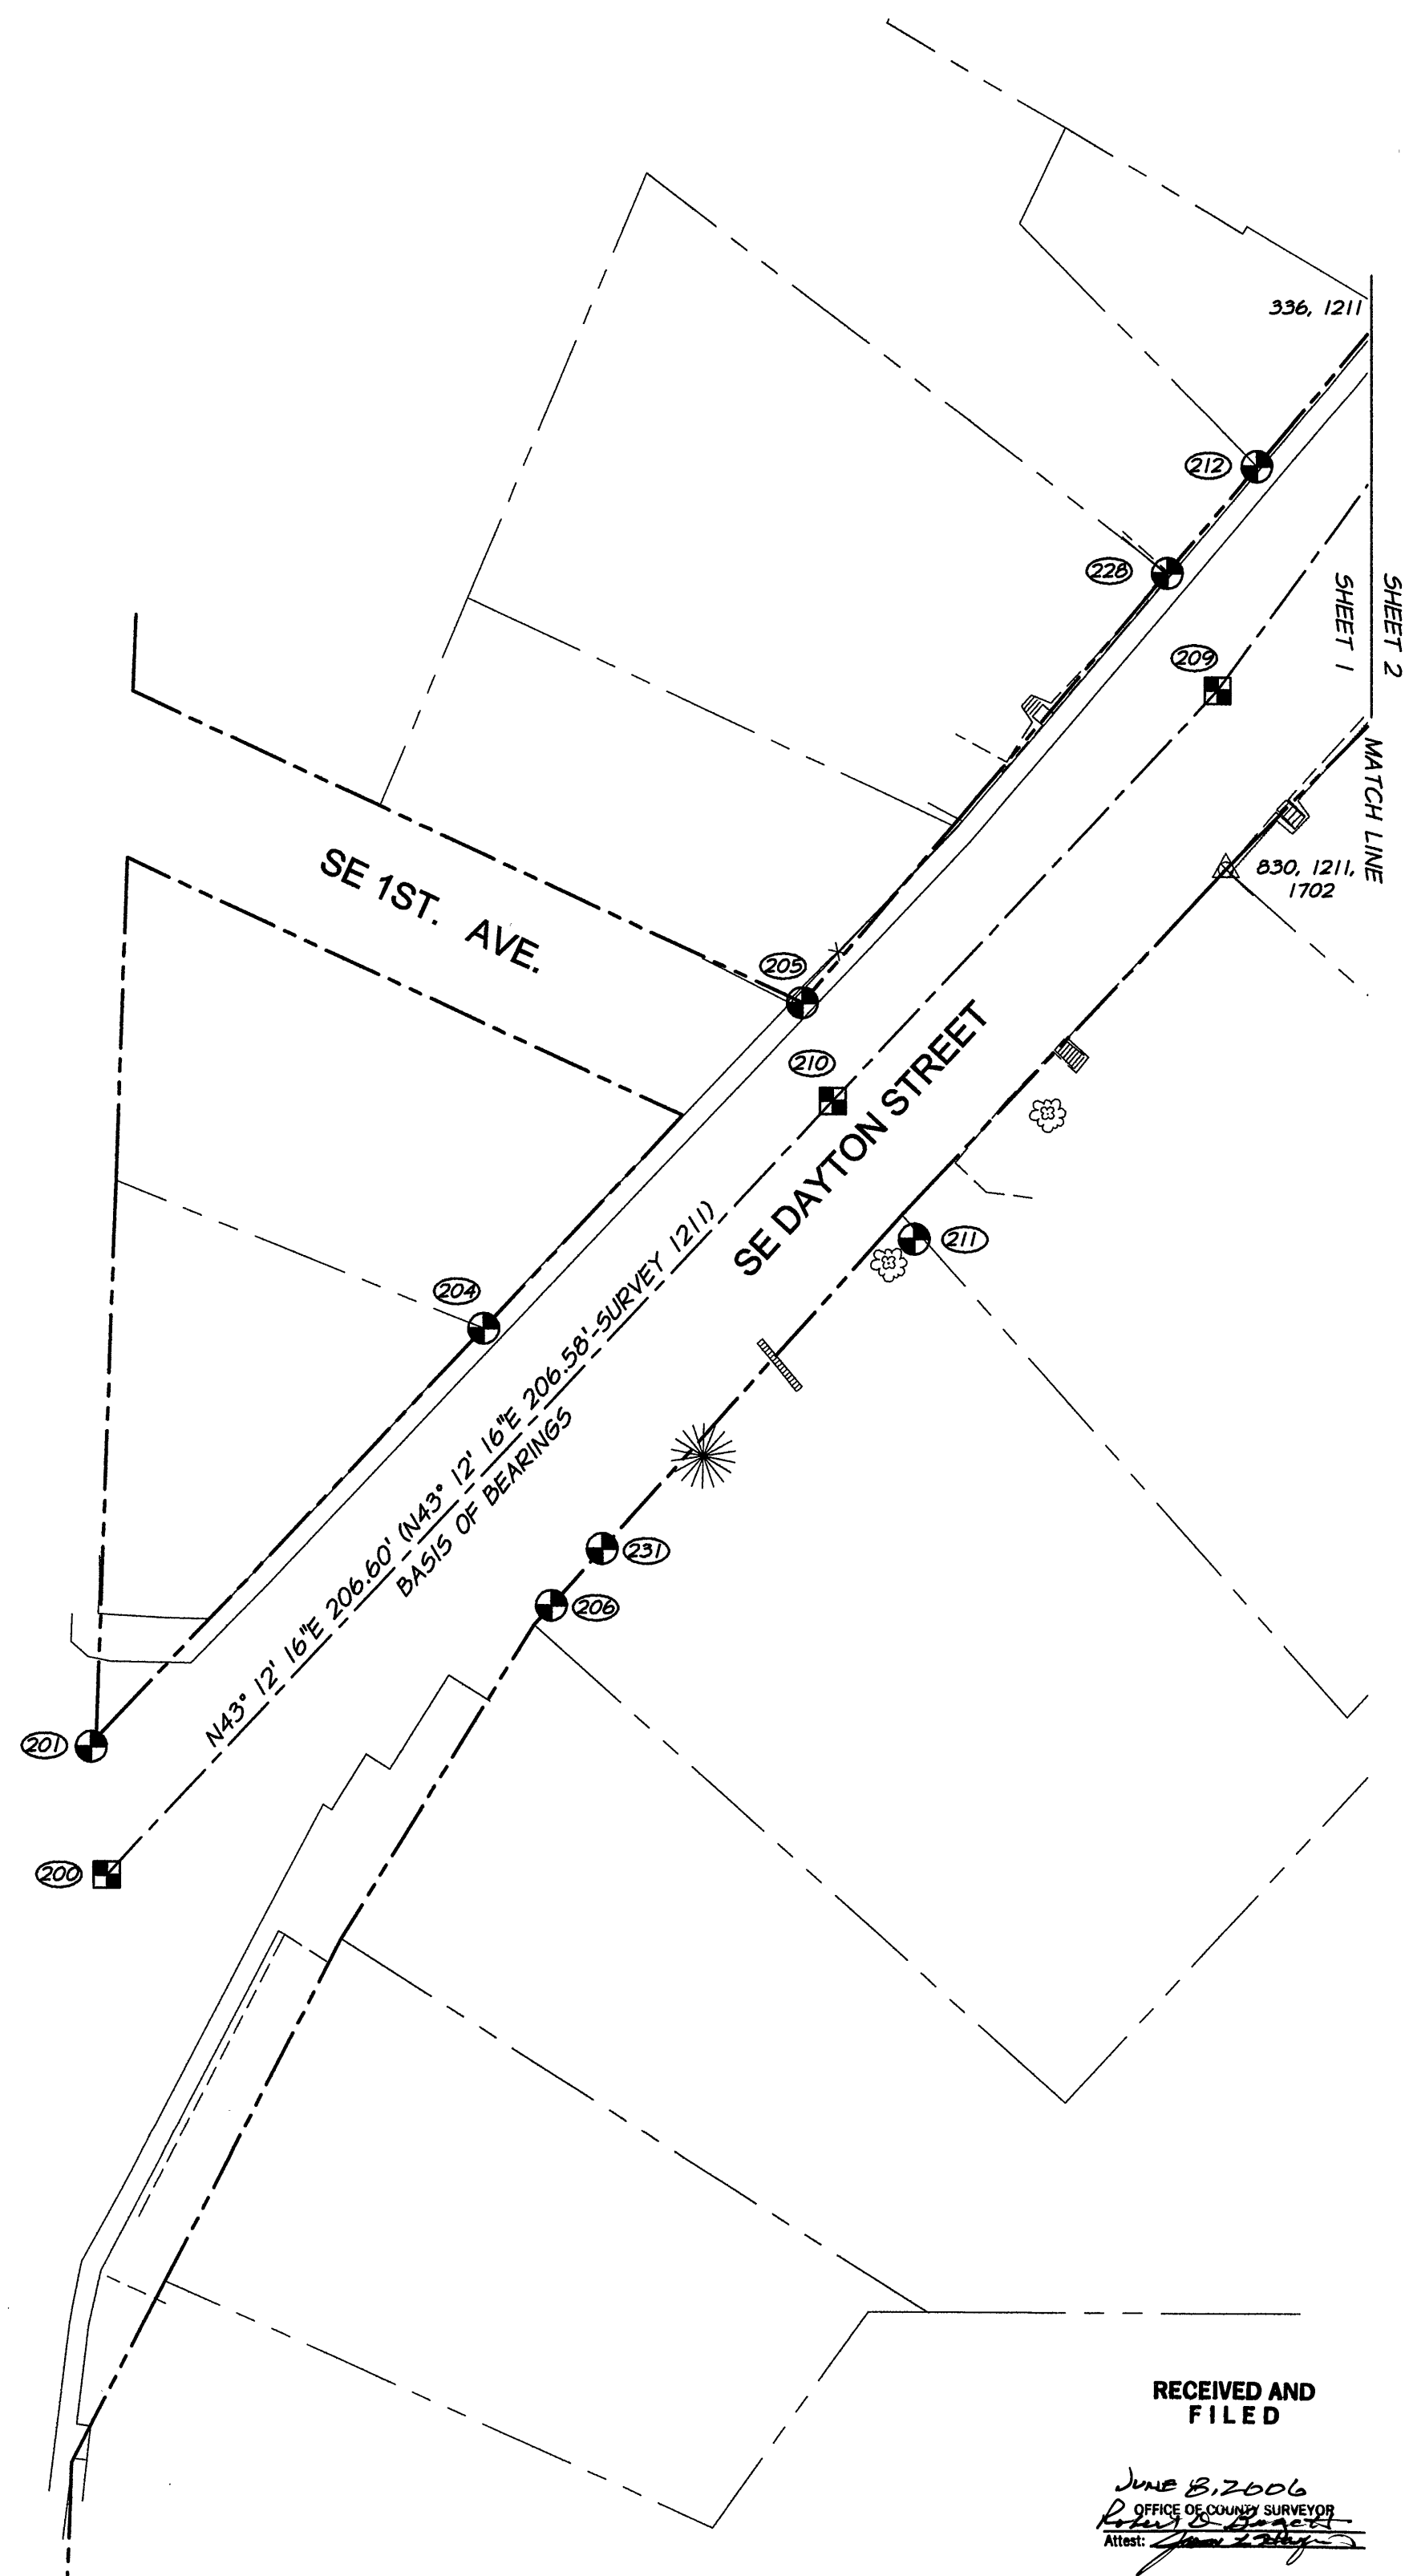 336, 1211
212
228
SHEET 2
SHEET 1
209
MATCH LINE
830, 1211,
1702
SE 1ST. AVE.
205
210
SE DAYTON STREET
211
204
N43° 12' 16"E 206.60' (N43° 12' 16"E 206.58'-SURVEY 1211)
BASIS OF BEARINGS
231
206
201
200
RECEIVED AND
FILED
JUNE 8, 2006
OFFICE OF COUNTY SURVEYOR
Robert D.
Attest: